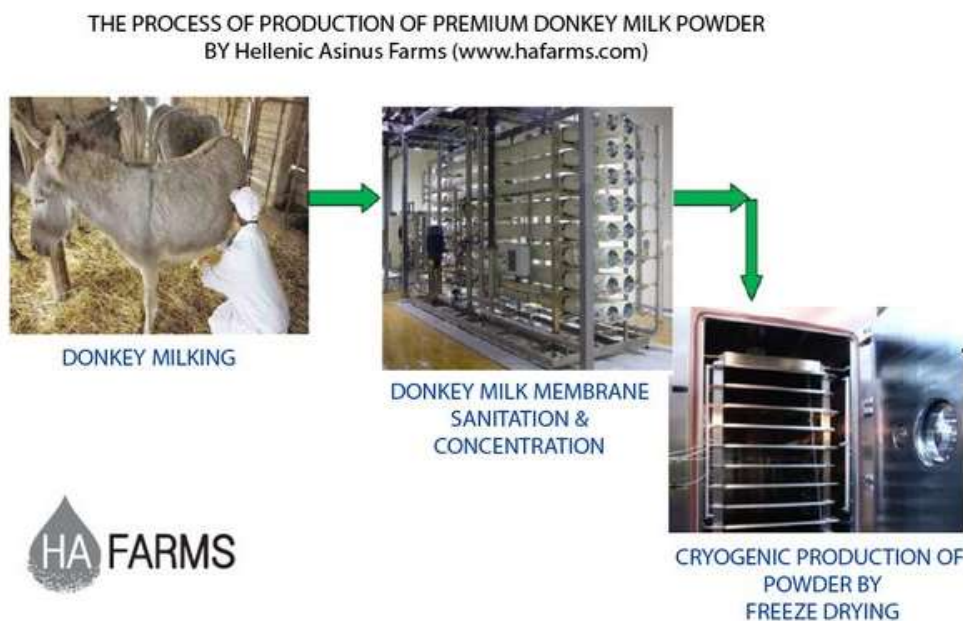 THE PROCESS OF PRODUCTION OF PREMIUM DONKEY MILK POWDER
BY Hellenic Asinus Farms (www.hafarms.com)
DONKEY MILKING
DONKEY MILK MEMBRANE
SANITATION &
CONCENTRATION
CRYOGENIC PRODUCTION OF
POWDER BY
FREEZE DRYING
HA FARMS